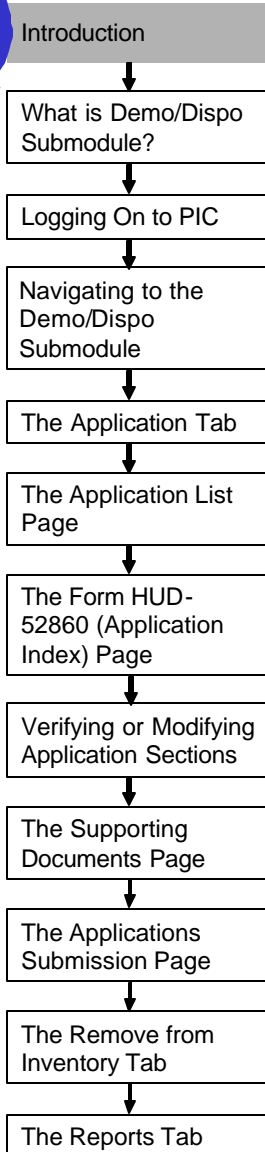 Introduction
What is Demo/Dispo
Submodule?
Logging On to PIC
Navigating to the
Demo/Dispo
Submodule
The Application Tab
The Application List
Page
The Form HUD-
52860 (Application
Index) Page
Verifying or Modifying
Application Sections
The Supporting
Documents Page
The Applications
Submission Page
The Remove from
Inventory Tab
The Reports Tab